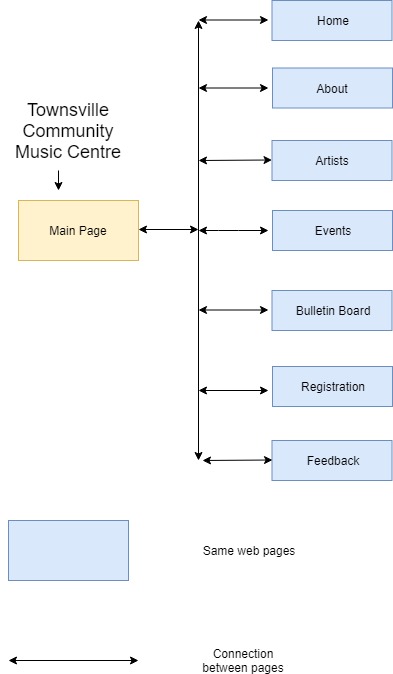 Home
About
Townsville
Community
Music Centre
Artists
Main Page
Events
Bulletin Board
Registration
Feedback
Same web pages
Connection
between pages